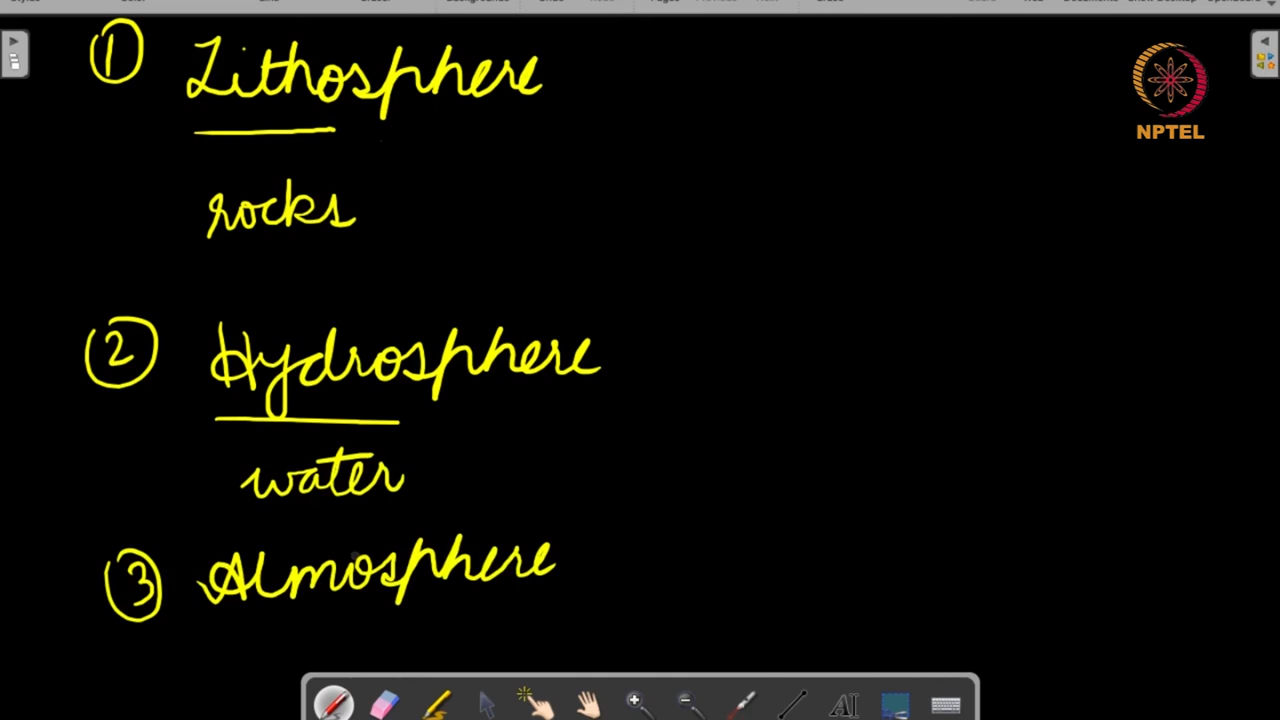 ① Lithosphere
NPTEL
rocks
② Hydrosphere
water
③ Atmosphere